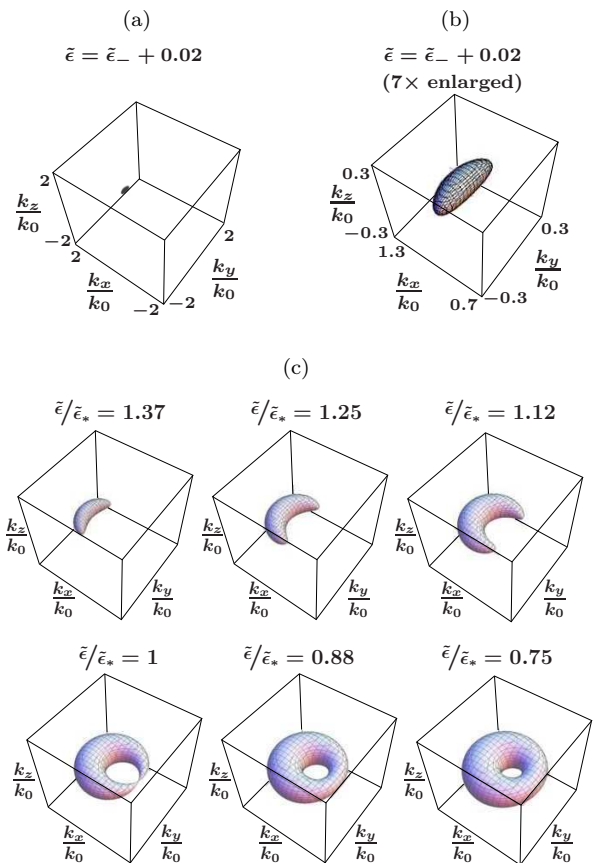 (a)
(b)
ε̃ = ε̃₋ + 0.02
ε̃ = ε̃₋ + 0.02
(7× enlarged)
2
k_z/k_0
−2
2
k_x/k_0
−2
−2
k_y/k_0
2
0.3
k_z/k_0
−0.3
1.3
k_x/k_0
0.7
−0.3
k_y/k_0
0.3
(c)
ε̃/ε̃_* = 1.37
ε̃/ε̃_* = 1.25
ε̃/ε̃_* = 1.12
k_z/k_0
k_x/k_0
k_y/k_0
k_z/k_0
k_x/k_0
k_y/k_0
k_z/k_0
k_x/k_0
k_y/k_0
ε̃/ε̃_* = 1
ε̃/ε̃_* = 0.88
ε̃/ε̃_* = 0.75
k_z/k_0
k_x/k_0
k_y/k_0
k_z/k_0
k_x/k_0
k_y/k_0
k_z/k_0
k_x/k_0
k_y/k_0